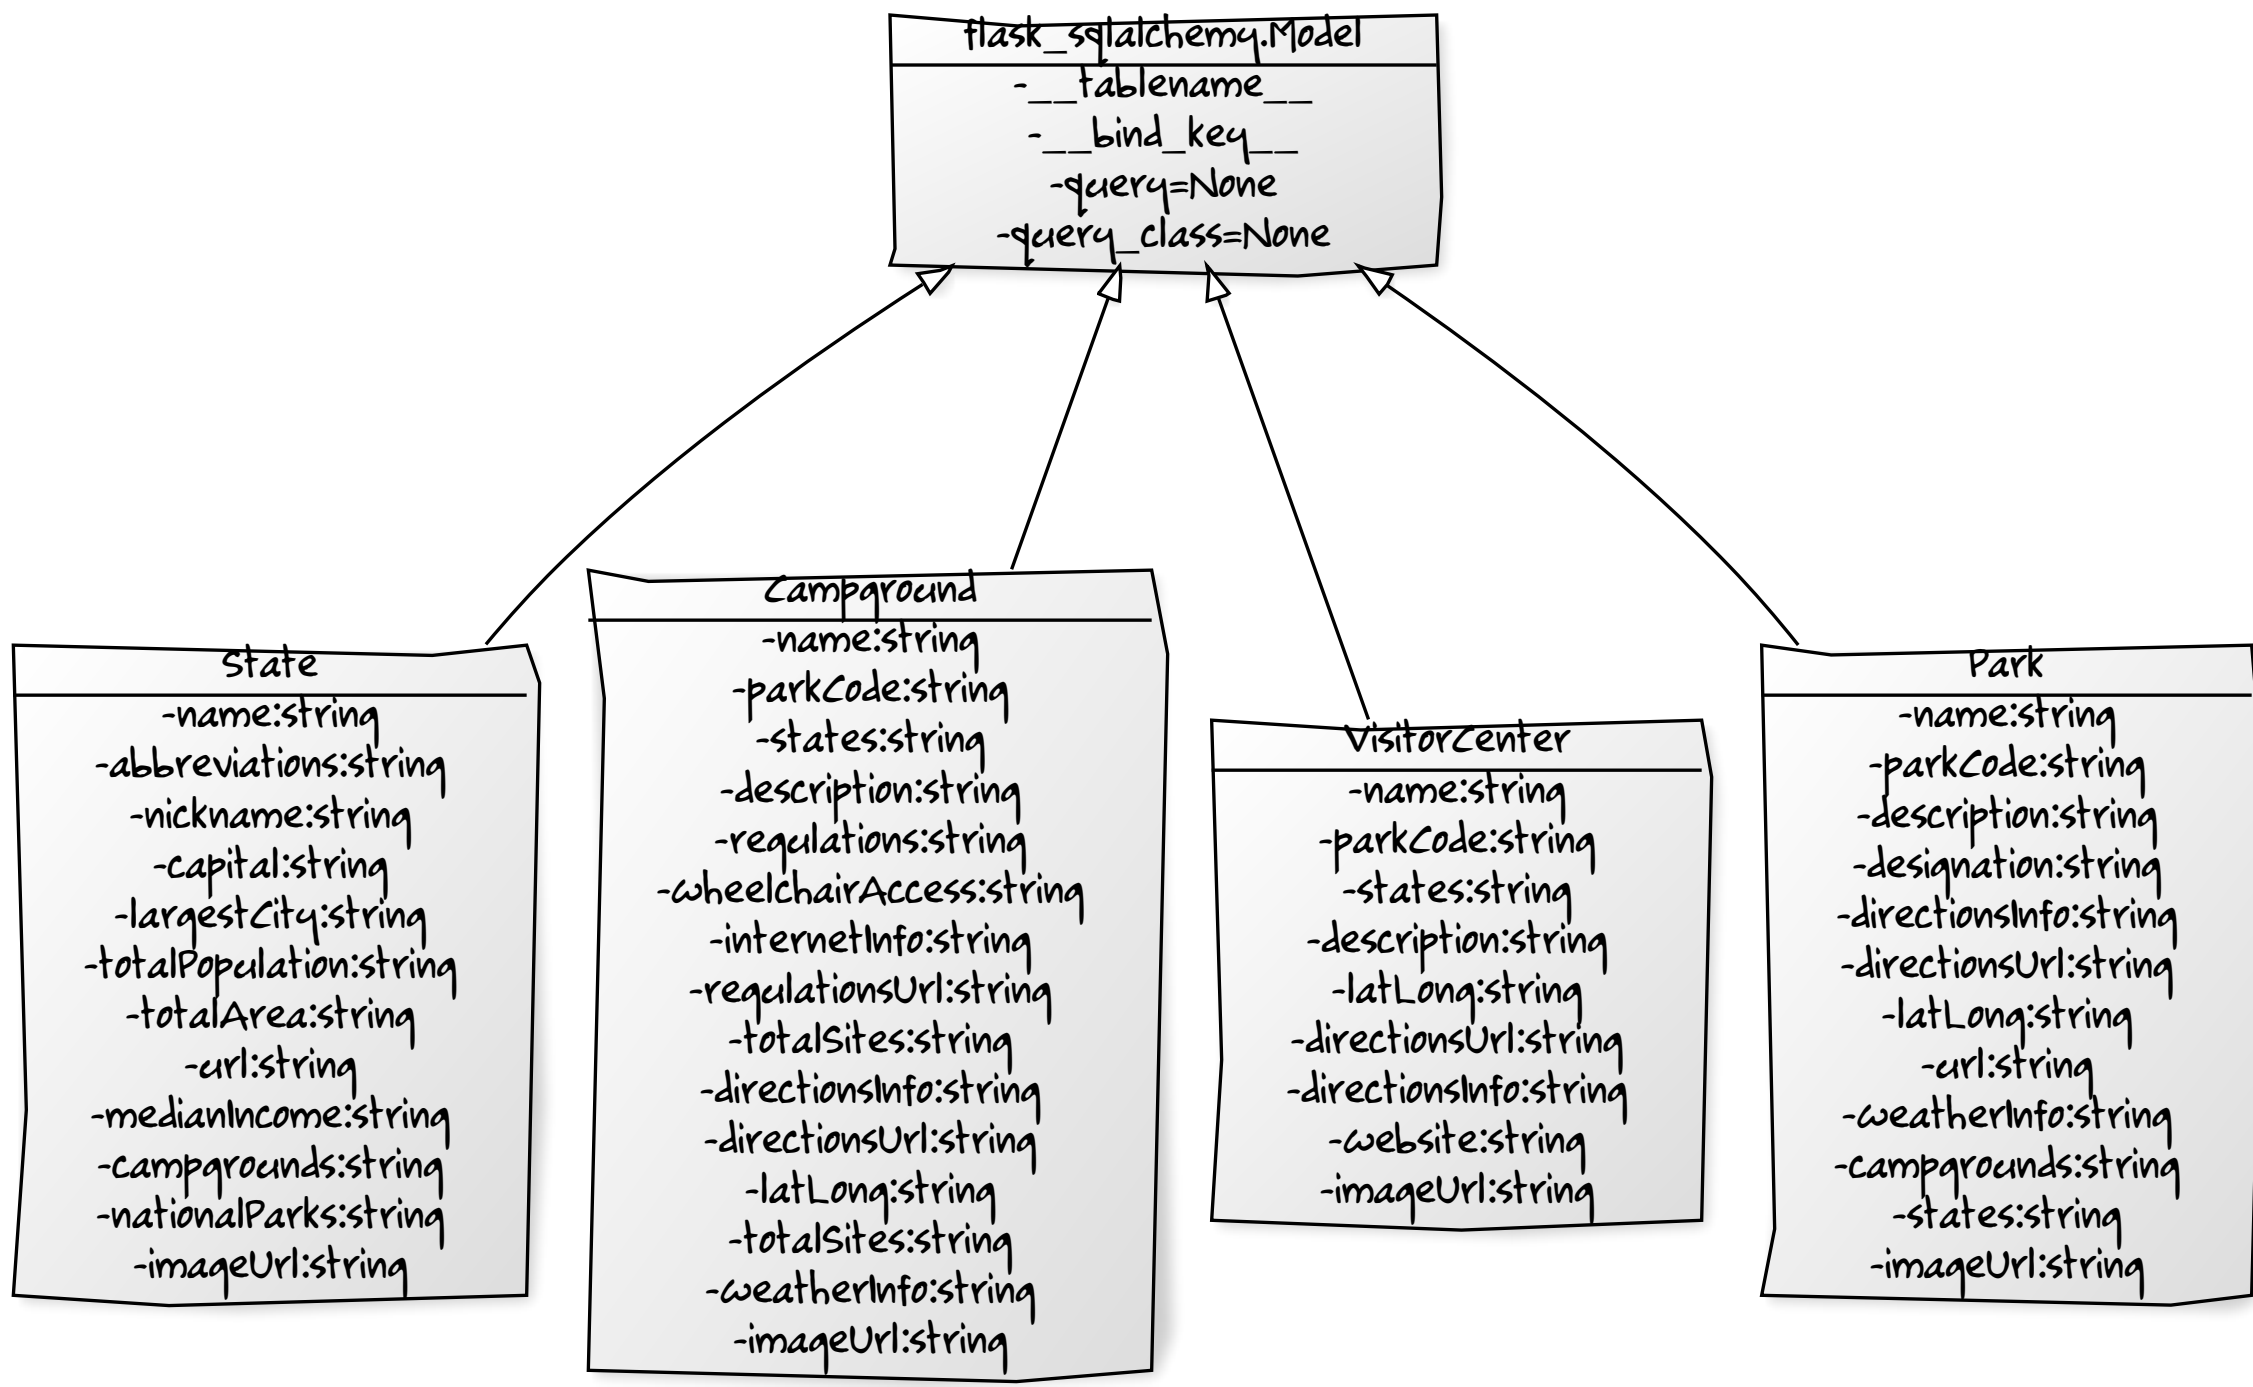 flask_sqlalchemy.Model
-__tablename__
-__bind_key__
-query=None
-query_class=None
State
-name:string
-abbreviations:string
-nickname:string
-capital:string
-largestCity:string
-totalPopulation:string
-totalArea:string
-url:string
-medianIncome:string
-campgrounds:string
-nationalParks:string
-imageUrl:string
Campground
-name:string
-parkCode:string
-states:string
-description:string
-regulations:string
-wheelchairAccess:string
-internetInfo:string
-regulationsUrl:string
-totalSites:string
-directionsInfo:string
-directionsUrl:string
-latLong:string
-totalSites:string
-weatherInfo:string
-imageUrl:string
VisitorCenter
-name:string
-parkCode:string
-states:string
-description:string
-latLong:string
-directionsUrl:string
-directionsInfo:string
-website:string
-imageUrl:string
Park
-name:string
-parkCode:string
-description:string
-designation:string
-directionsInfo:string
-directionsUrl:string
-latLong:string
-url:string
-weatherInfo:string
-campgrounds:string
-states:string
-imageUrl:string